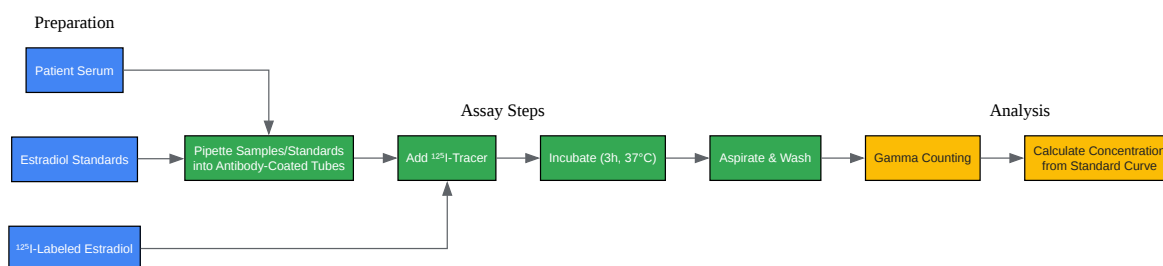 Preparation
Patient Serum
Assay Steps
Analysis
Estradiol Standards
Pipette Samples/Standards
into Antibody-Coated Tubes
Add ¹²⁵I-Tracer
Incubate (3h, 37°C)
Aspirate & Wash
Gamma Counting
Calculate Concentration
from Standard Curve
¹²⁵I-Labeled Estradiol